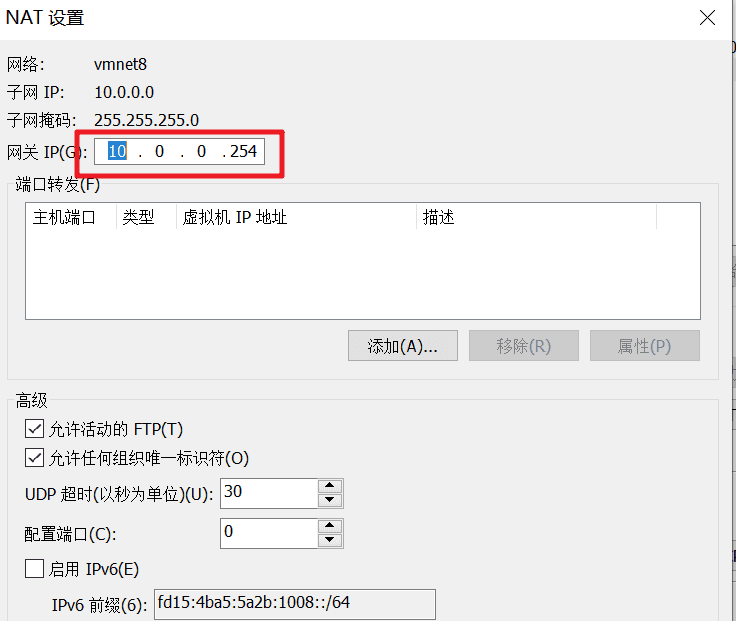 NAT 设置
网络: vmnet8
子网 IP: 10.0.0.0
子网掩码: 255.255.255.0
网关 IP(G): 10 . 0 . 0 . 254
端口转发(F)
主机端口 类型 虚拟机 IP 地址 描述
添加(A)... 移除(R) 属性(P)
高级
允许活动的 FTP(T)
允许任何组织唯一标识符(O)
UDP 超时(以秒为单位)(U): 30
配置端口(C): 0
启用 IPv6(E)
IPv6 前缀(6): fd15:4ba5:5a2b:1008::/64